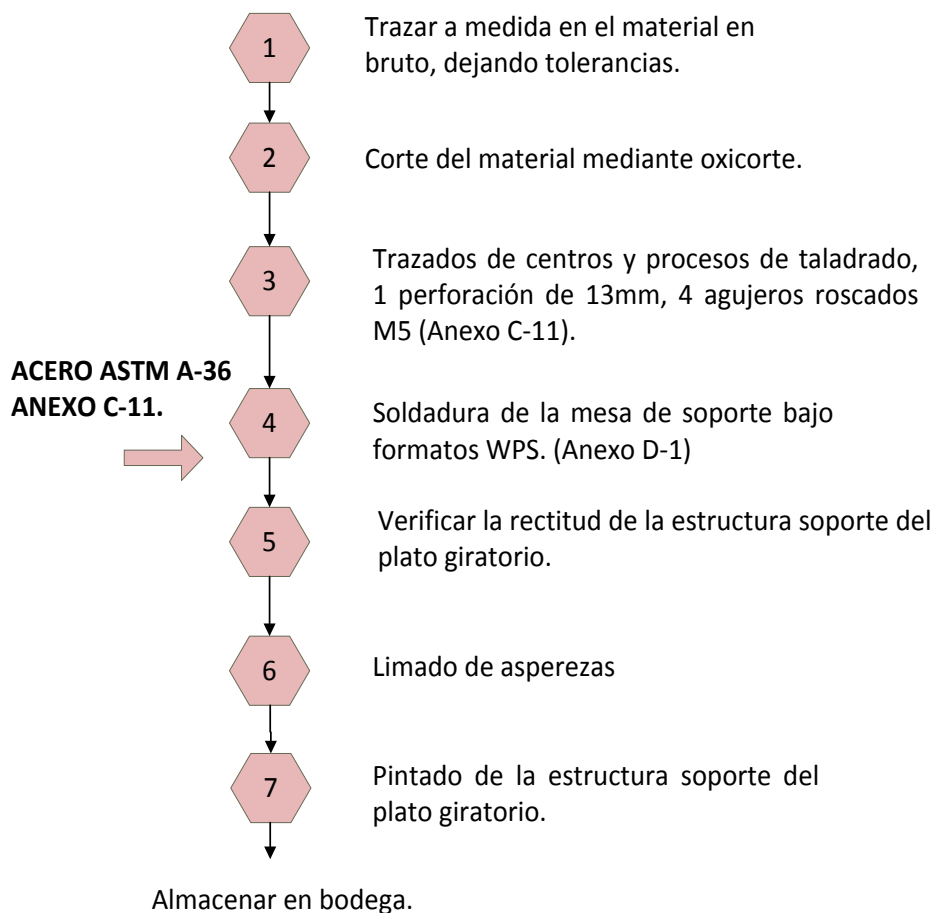 1
Trazar a medida en el material en
bruto, dejando tolerancias.
2
Corte del material mediante oxicorte.
3
Trazados de centros y procesos de taladrado,
1 perforación de 13mm, 4 agujeros roscados
M5 (Anexo C-11).
ACERO ASTM A-36
ANEXO C-11.
4
Soldadura de la mesa de soporte bajo
formatos WPS. (Anexo D-1)
5
Verificar la rectitud de la estructura soporte del
plato giratorio.
6
Limado de asperezas
7
Pintado de la estructura soporte del
plato giratorio.
Almacenar en bodega.